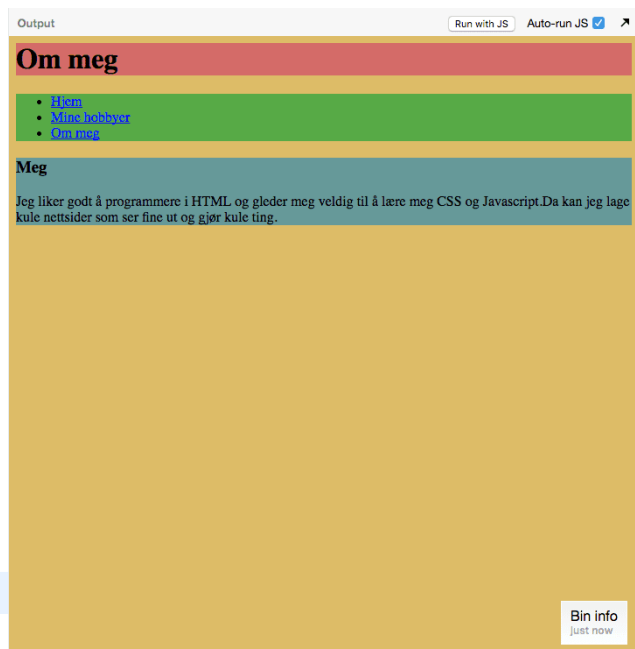 Output
Run with JS
Auto-run JS
Om meg
Hjem
Mine hobbyer
Om meg
Meg
Jeg liker godt å programmere i HTML og gleder meg veldig til å lære meg CSS og Javascript.Da kan jeg lage
kule nettsider som ser fine ut og gjør kule ting.
Bin info
just now